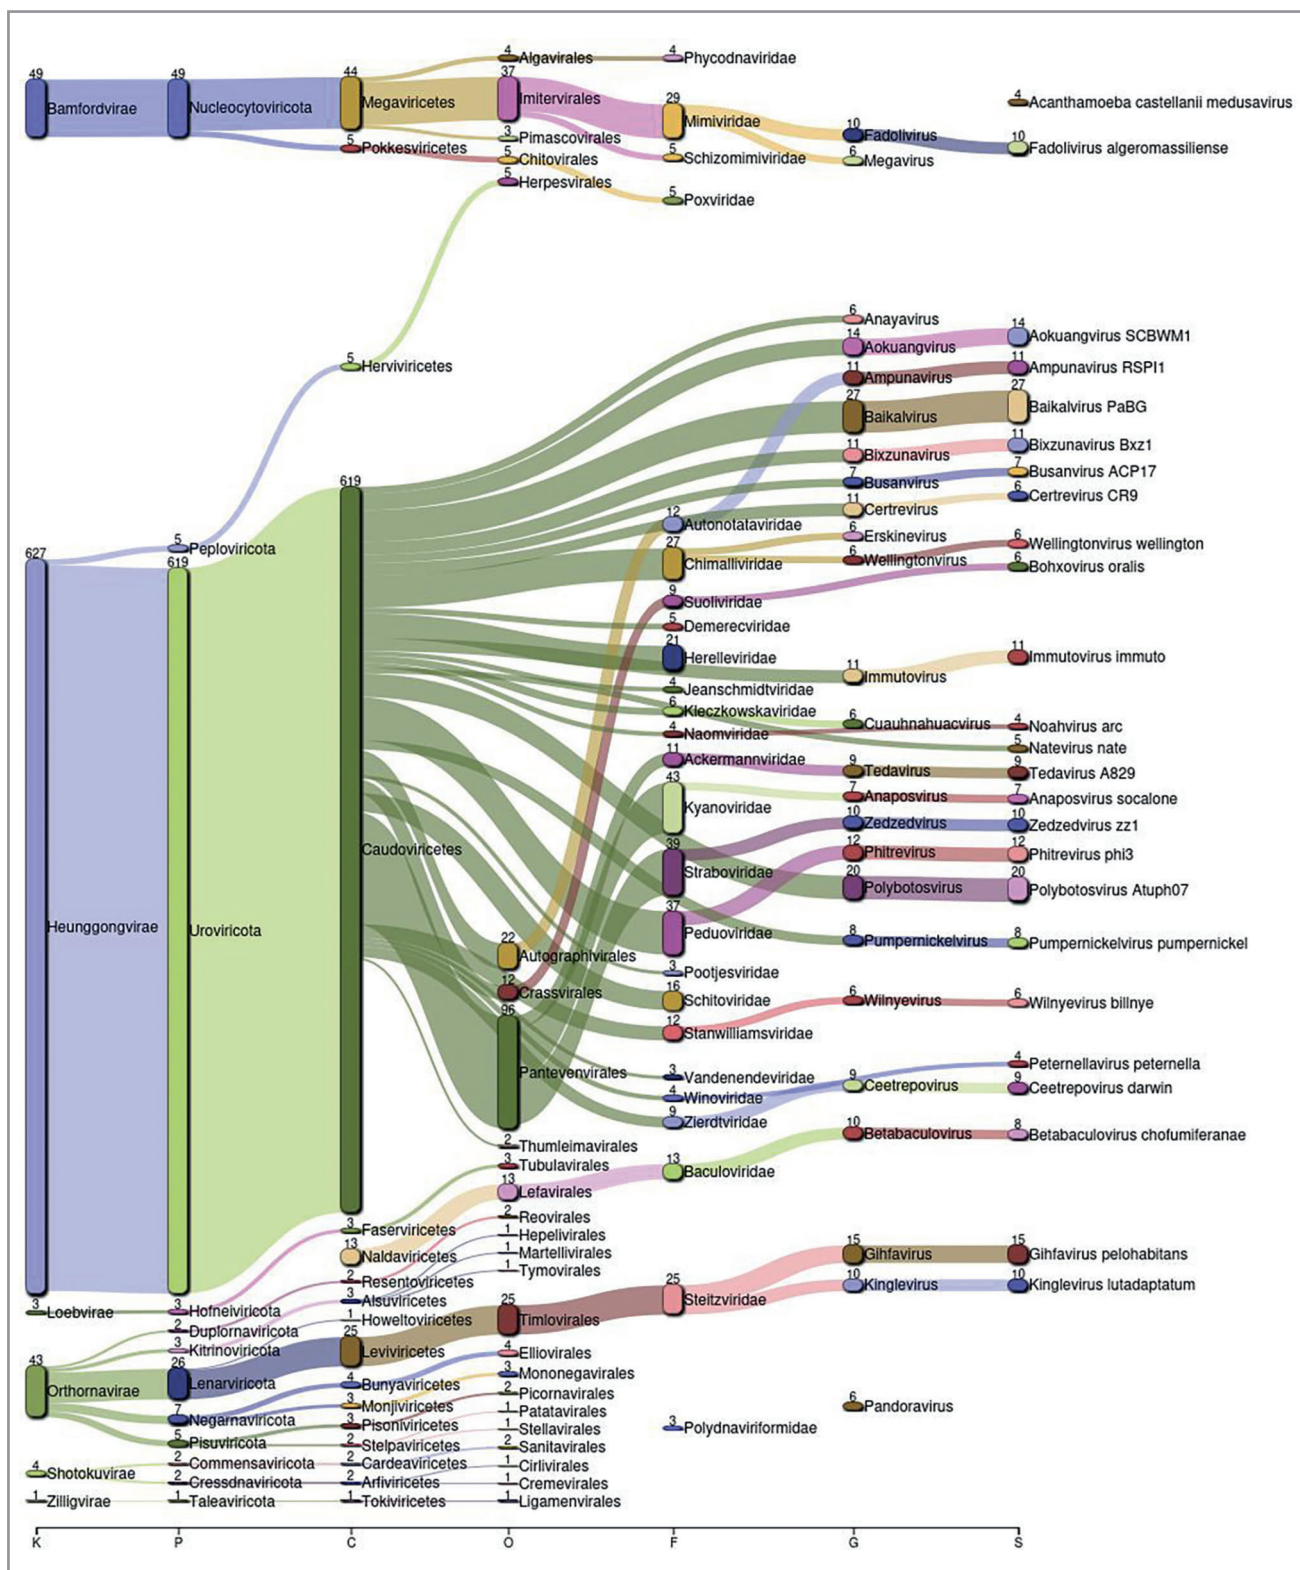 4
Algavirales
4
Phycodnaviridae
49
Bamfordvirae
49
Nucleocytoviricota
44
Megaviricetes
37
Imitervirales
29
Mimiviridae
4
Acanthamoeba castellanii medusavirus
10
Fadolivirus
10
Fadolivirus algeromassiliense
3
Pimascovirales
5
Pokkesviricetes
5
Chitovirales
5
Schizomimiviridae
6
Megavirus
5
Herpesvirales
5
Poxviridae
6
Anayavirus
14
Aokuangvirus
14
Aokuangvirus SCBWM1
5
Herviviricetes
11
Ampunavirus
11
Ampunavirus RSPI1
27
Baikalvirus
27
Baikalvirus PaBG
11
Bixzunavirus
11
Bixzunavirus Bxz1
7
Busanvirus
7
Busanvirus ACP17
11
Certrevirus
6
Certrevirus CR9
12
Autonotataviridae
6
Erskinevirus
6
Wellingtonvirus wellington
627
Heunggongvirae
5
Peploviricota
619
Uroviricota
619
Caudoviricetes
27
Chimalliviridae
6
Wellingtonvirus
6
Bohxovirus oralis
9
Suoliviridae
5
Demerecviridae
21
Herelleviridae
11
Immutovirus
11
Immutovirus immuto
4
Jeanschmidtviridae
6
Kleczkowskaviridae
6
Cuauhnahuacvirus
4
Noahvirus arc
4
Naomviridae
5
Natevirus nate
11
Ackermannviridae
9
Tedavirus
9
Tedavirus A829
43
Kyanoviridae
7
Anaposvirus
7
Anaposvirus socalone
10
Zedzedvirus
10
Zedzedvirus zz1
39
Straboviridae
12
Phitrevirus
12
Phitrevirus phi3
20
Polybotosvirus
20
Polybotosvirus Atuph07
37
Peduoviridae
8
Pumpernickelvirus
8
Pumpernickelvirus pumpernickel
22
Autographivirales
3
Pootjesviridae
12
Crassvirales
16
Schitoviridae
6
Wilnyevirus
6
Wilnyevirus billnye
96
Pantevenvirales
12
Stanwilliamsviridae
3
Vandenendeviridae
4
Peternellavirus peternella
4
Winoviridae
9
Ceetrepovirus
9
Ceetrepovirus darwin
9
Zierdtviridae
10
Betabaculovirus
8
Betabaculovirus chofumiferanae
2
Thumleimavirales
3
Tubulavirales
13
Baculoviridae
13
Lefavirales
3
Faserviricetes
2
Reovirales
13
Naldaviricetes
1
Hepelivirales
1
Martellivirales
15
Gihfavirus
15
Gihfavirus pelohabitans
1
Tymovirales
2
Resentoviricetes
10
Kinglevirus
10
Kinglevirus lutadaptatum
3
Alsuviricetes
25
Steitzviridae
3
Loebvirae
3
Hofneiviricota
1
Howeltoviricetes
25
Timlovirales
2
Duplornaviricota
3
Kitrinoviricota
25
Leviviricetes
4
Elliovirales
43
Orthornavirae
26
Lenarviricota
4
Bunyaviricetes
3
Mononegavirales
2
Picornavirales
3
Monjiviricetes
1
Patatavirales
6
Pandoravirus
7
Negarnaviricota
3
Pisoniviricetes
1
Stellavirales
3
Polydnaviriformidae
5
Pisuviricota
2
Stelpaviricetes
2
Sanitavirales
4
Shotokuvirae
2
Commensaviricota
2
Cardeaviricetes
1
Cirlivirales
2
Cressdnaviricota
2
Arfiviricetes
1
Cremevirales
1
Zilligvirae
1
Taleaviricota
1
Tokiviricetes
1
Ligamenvirales
K P C O F G S